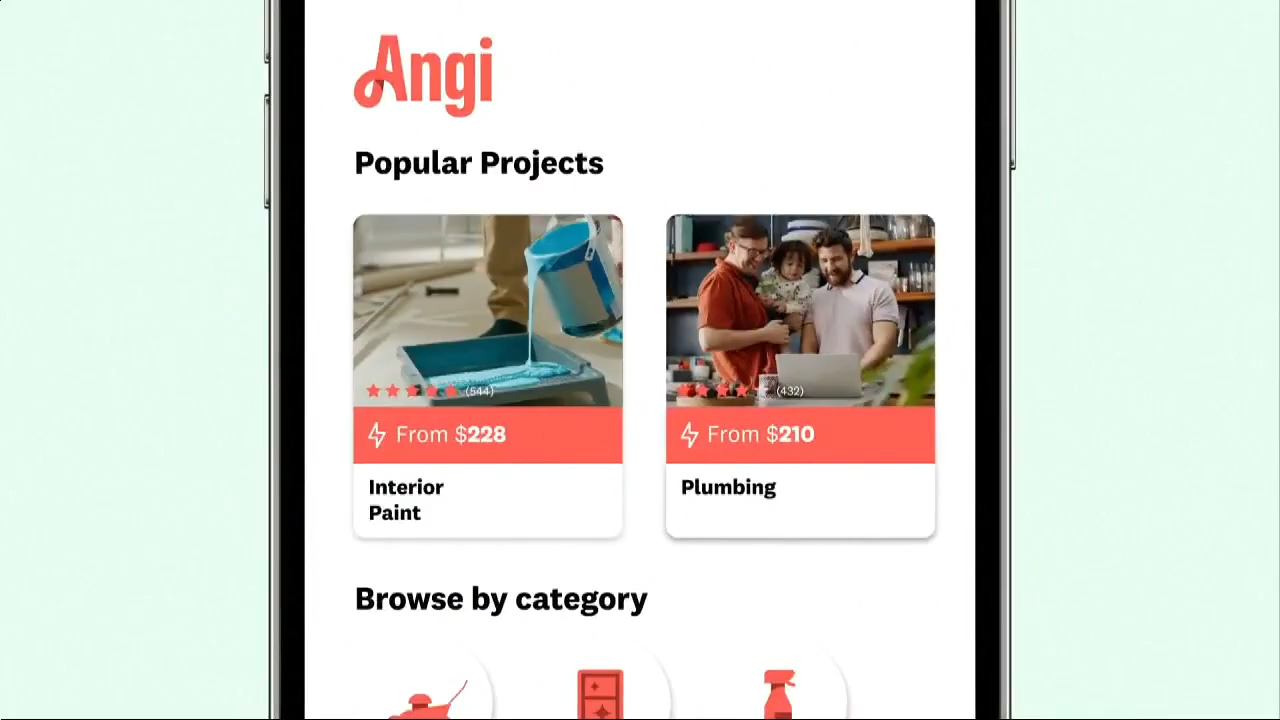 Angi
Popular Projects
(544)
(432)
From $228
From $210
Interior
Paint
Plumbing
Browse by category